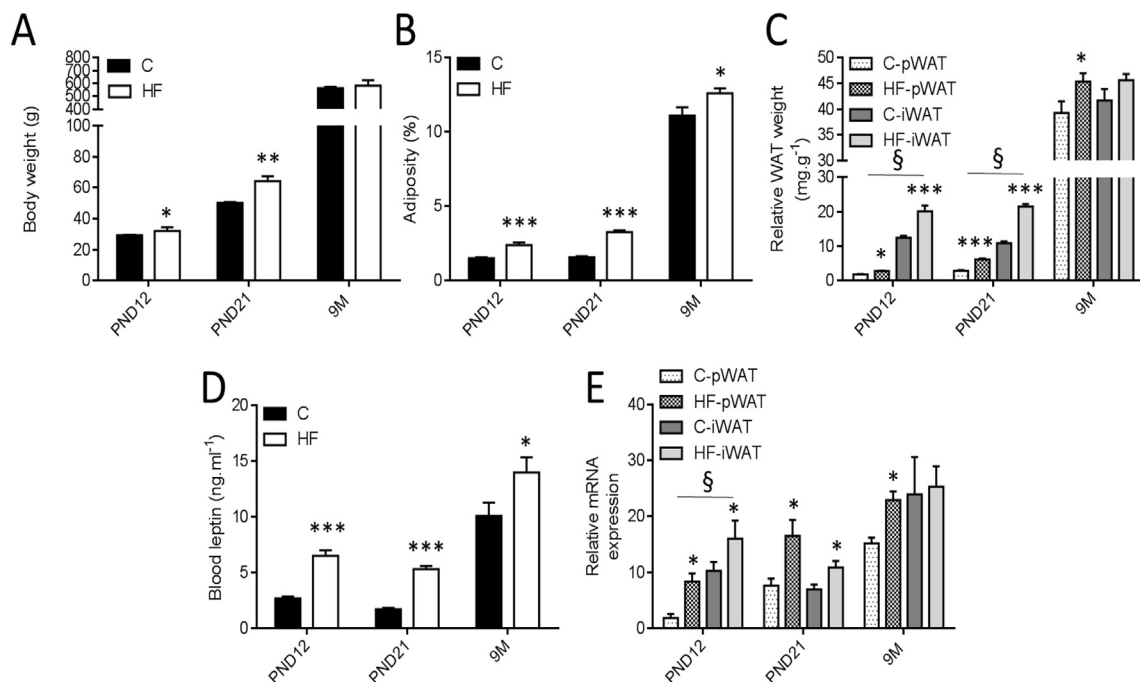 A
Body weight (g)
800
700
600
500
400
100
80
60
40
20
0
C
HF
*
**
PND12
PND21
9M
B
Adiposity (%)
15
10
5
0
C
HF
***
***
*
PND12
PND21
9M
C
Relative WAT weight
(mg.g-1)
50
45
40
35
30
20
10
0
C-pWAT
HF-pWAT
C-iWAT
HF-iWAT
§
§
*
***
***
***
*
PND12
PND21
9M
D
Blood leptin (ng.ml-1)
20
15
10
5
0
C
HF
***
***
*
PND12
PND21
9M
E
Relative mRNA
expression
40
30
20
10
0
C-pWAT
HF-pWAT
C-iWAT
HF-iWAT
§
*
*
*
*
*
PND12
PND21
9M